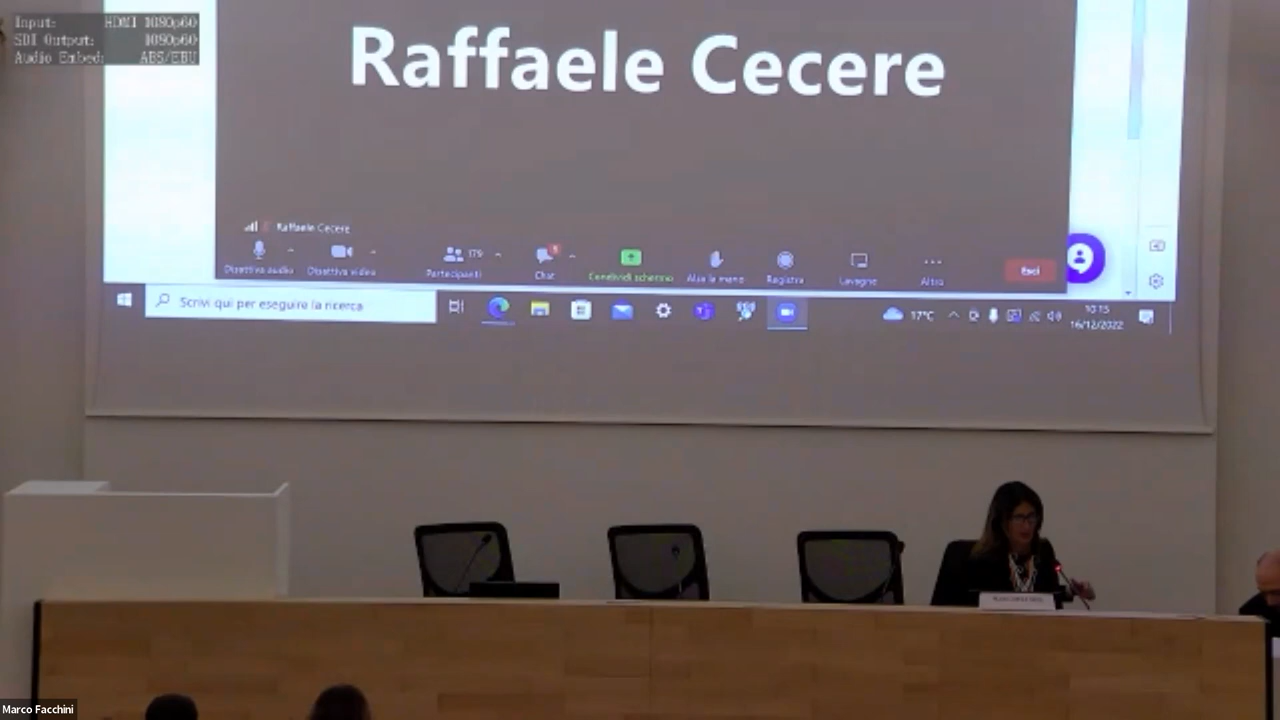 Input: HDMI 1080p60
SDI Output: 1080p60
Audio Embed: AES/EBU
Raffaele Cecere
Raffaele Cecere
Disattiva audio
Disattiva video
179
Partecipanti
Chat
Condividi schermo
Alza la mano
Registra
Lavagne
Altro
Esci
Scrivi qui per eseguire la ricerca
17°C
10:15
16/12/2022
Marco Facchini